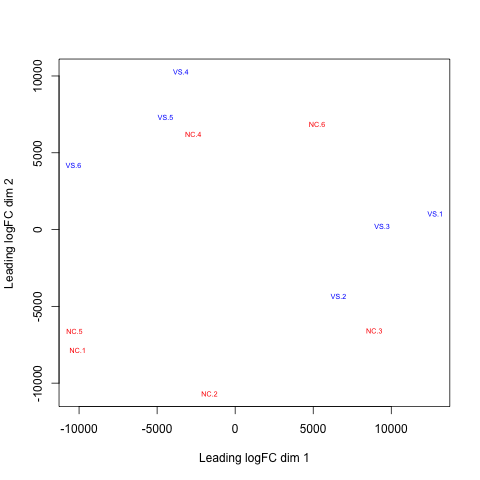 10000
5000
0
-5000
-10000
Leading logFC dim 2
VS.4
VS.5
NC.6
NC.4
VS.6
VS.1
VS.3
VS.2
NC.5
NC.3
NC.1
NC.2
-10000 -5000 0 5000 10000
Leading logFC dim 1